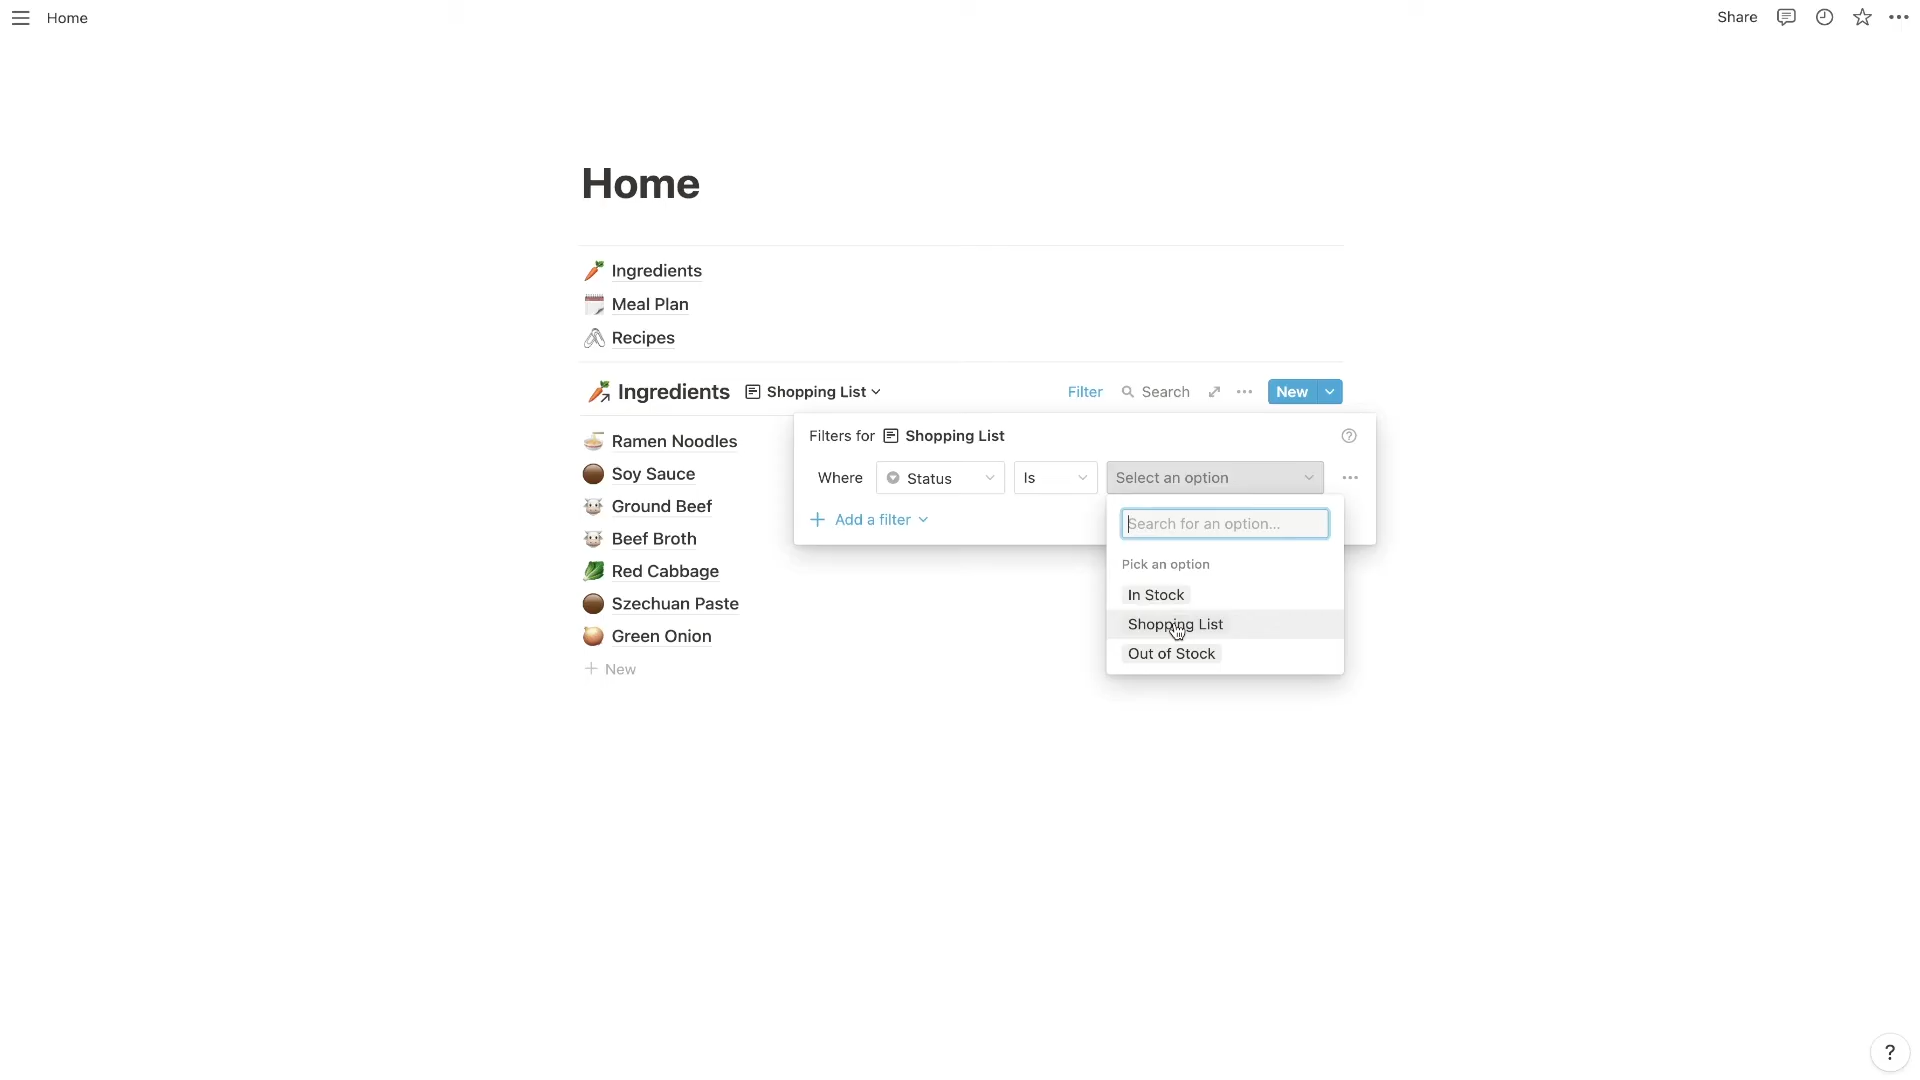 Home
Share
Home
Ingredients
Meal Plan
Recipes
Ingredients Shopping List Filter Search New
Filters for Shopping List
Where Status Is Select an option
Add a filter
Search for an option...
Pick an option
In Stock
Shopping List
Out of Stock
Ramen Noodles
Soy Sauce
Ground Beef
Beef Broth
Red Cabbage
Szechuan Paste
Green Onion
New
?